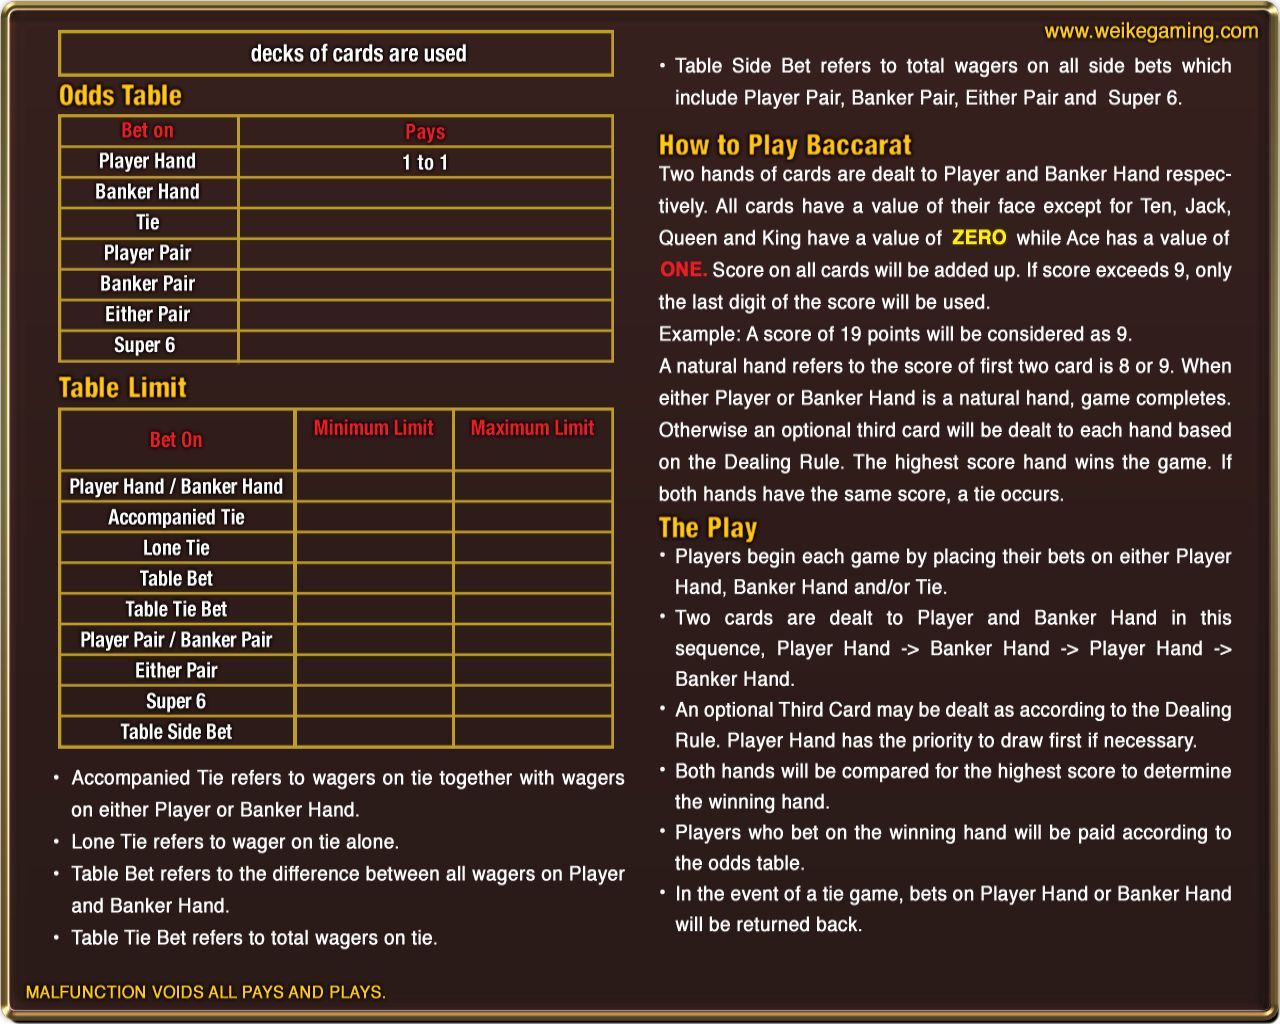 www.weikegaming.com
decks of cards are used
Odds Table
Bet on Pays
Player Hand 1 to 1
Banker Hand
Tie
Player Pair
Banker Pair
Either Pair
Super 6
Table Limit
Bet On Minimum Limit Maximum Limit
Player Hand / Banker Hand
Accompanied Tie
Lone Tie
Table Bet
Table Tie Bet
Player Pair / Banker Pair
Either Pair
Super 6
Table Side Bet
• Accompanied Tie refers to wagers on tie together with wagers
on either Player or Banker Hand.
• Lone Tie refers to wager on tie alone.
• Table Bet refers to the difference between all wagers on Player
and Banker Hand.
• Table Tie Bet refers to total wagers on tie.
• Table Side Bet refers to total wagers on all side bets which
include Player Pair, Banker Pair, Either Pair and Super 6.
How to Play Baccarat
Two hands of cards are dealt to Player and Banker Hand respec-
tively. All cards have a value of their face except for Ten, Jack,
Queen and King have a value of ZERO while Ace has a value of
ONE. Score on all cards will be added up. If score exceeds 9, only
the last digit of the score will be used.
Example: A score of 19 points will be considered as 9.
A natural hand refers to the score of first two card is 8 or 9. When
either Player or Banker Hand is a natural hand, game completes.
Otherwise an optional third card will be dealt to each hand based
on the Dealing Rule. The highest score hand wins the game. If
both hands have the same score, a tie occurs.
The Play
• Players begin each game by placing their bets on either Player
Hand, Banker Hand and/or Tie.
• Two cards are dealt to Player and Banker Hand in this
sequence, Player Hand -> Banker Hand -> Player Hand ->
Banker Hand.
• An optional Third Card may be dealt as according to the Dealing
Rule. Player Hand has the priority to draw first if necessary.
• Both hands will be compared for the highest score to determine
the winning hand.
• Players who bet on the winning hand will be paid according to
the odds table.
• In the event of a tie game, bets on Player Hand or Banker Hand
will be returned back.
MALFUNCTION VOIDS ALL PAYS AND PLAYS.